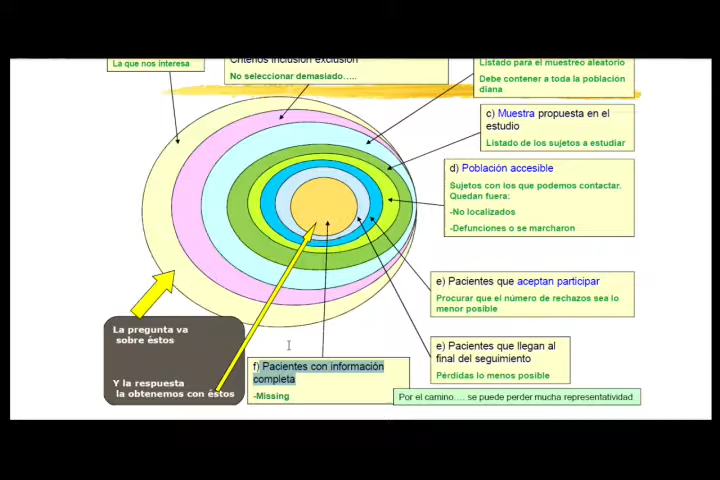 La que nos interesa
Criterios inclusión exclusión
No seleccionar demasiado…..
Listado para el muestreo aleatorio
Debe contener a toda la población
diana
c) Muestra propuesta en el
estudio
Listado de los sujetos a estudiar
d) Población accesible
Sujetos con los que podemos contactar.
Quedan fuera:
-No localizados
-Defunciones o se marcharon
e) Pacientes que aceptan participar
Procurar que el número de rechazos sea lo
menor posible
e) Pacientes que llegan al
final del seguimiento
Pérdidas lo menos posible
La pregunta va
sobre éstos
Y la respuesta
la obtenemos con éstos
f) Pacientes con información
completa
-Missing
Por el camino…. se puede perder mucha representatividad